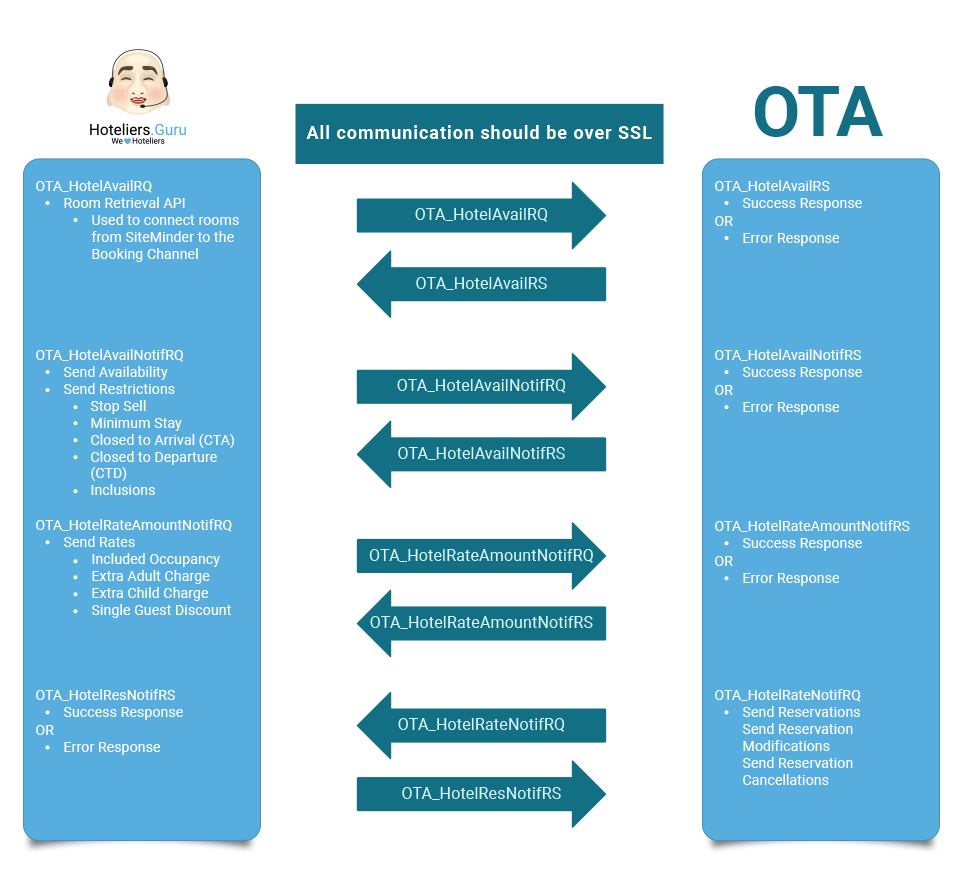 Hoteliers.Guru
We Hoteliers
All communication should be over SSL
OTA
OTA_HotelAvailRQ
• Room Retrieval API
• Used to connect rooms
from SiteMinder to the
Booking Channel
OTA_HotelAvailNotifRQ
• Send Availability
• Send Restrictions
• Stop Sell
• Minimum Stay
• Closed to Arrival (CTA)
• Closed to Departure
(CTD)
• Inclusions
OTA_HotelRateAmountNotifRQ
• Send Rates
• Included Occupancy
• Extra Adult Charge
• Extra Child Charge
• Single Guest Discount
OTA_HotelResNotifRS
• Success Response
OR
• Error Response
OTA_HotelAvailRQ
OTA_HotelAvailRS
OTA_HotelAvailNotifRQ
OTA_HotelAvailNotifRS
OTA_HotelRateAmountNotifRQ
OTA_HotelRateAmountNotifRS
OTA_HotelRateNotifRQ
OTA_HotelResNotifRS
OTA_HotelAvailRS
• Success Response
OR
• Error Response
OTA_HotelAvailNotifRS
• Success Response
OR
• Error Response
OTA_HotelRateAmountNotifRS
• Success Response
OR
• Error Response
OTA_HotelRateNotifRQ
• Send Reservations
Send Reservation
Modifications
Send Reservation
Cancellations